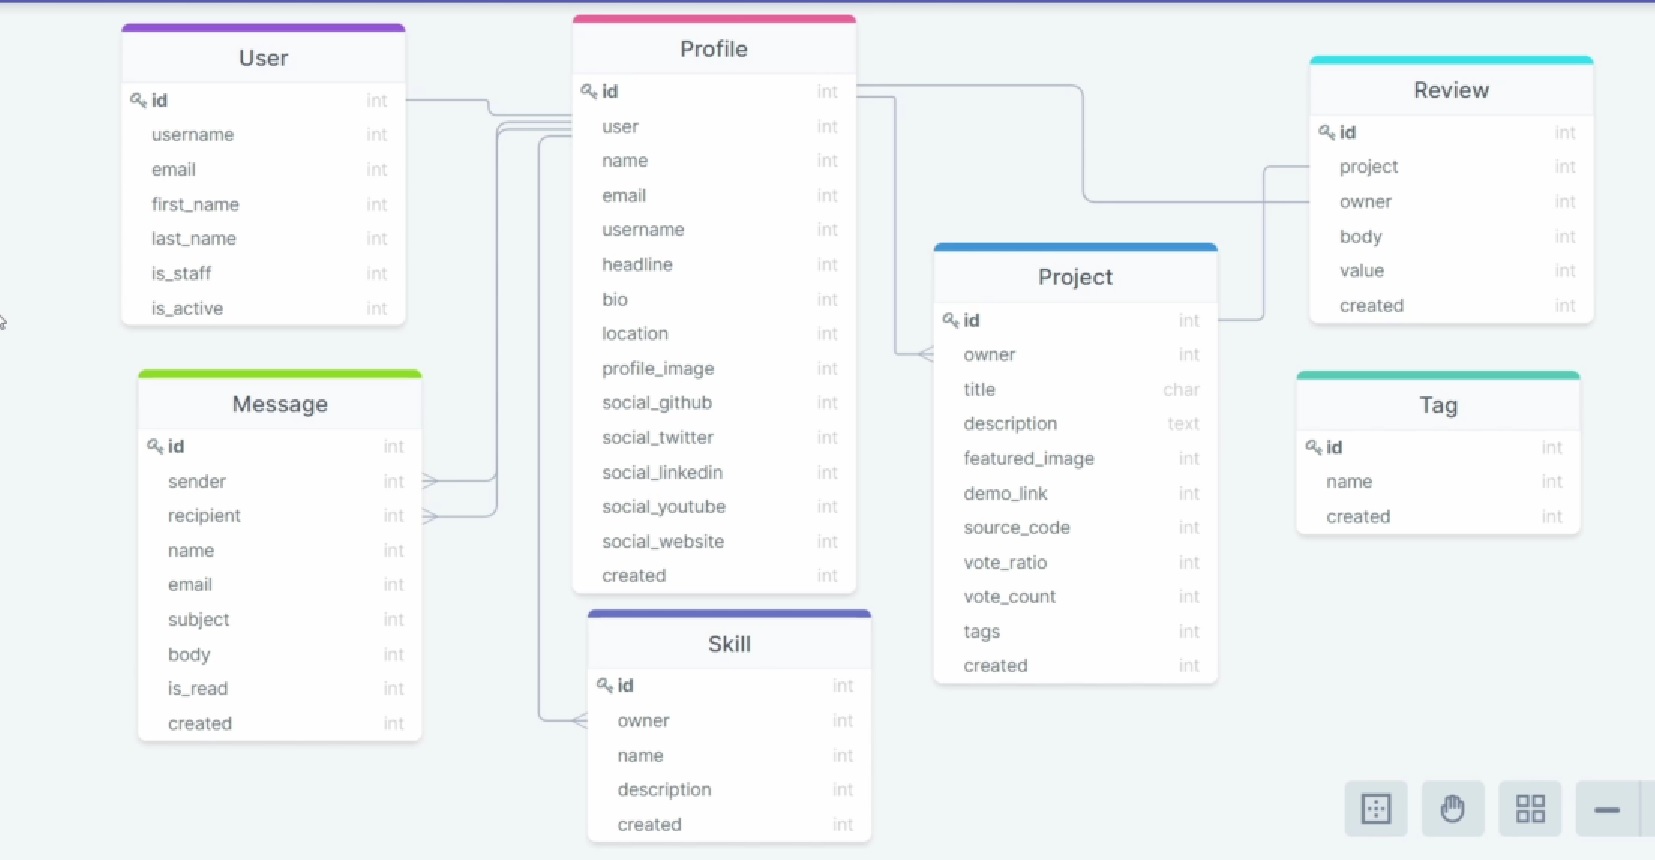 User
id int
username int
email int
first_name int
last_name int
is_staff int
is_active int
Message
id int
sender int
recipient int
name int
email int
subject int
body int
is_read int
created int
Profile
id int
user int
name int
email int
username int
headline int
bio int
location int
profile_image int
social_github int
social_twitter int
social_linkedin int
social_youtube int
social_website int
created int
Skill
id int
owner int
name int
description int
created int
Project
id int
owner int
title char
description text
featured_image int
demo_link int
source_code int
vote_ratio int
vote_count int
tags int
created int
Review
id int
project int
owner int
body int
value int
created int
Tag
id int
name int
created int